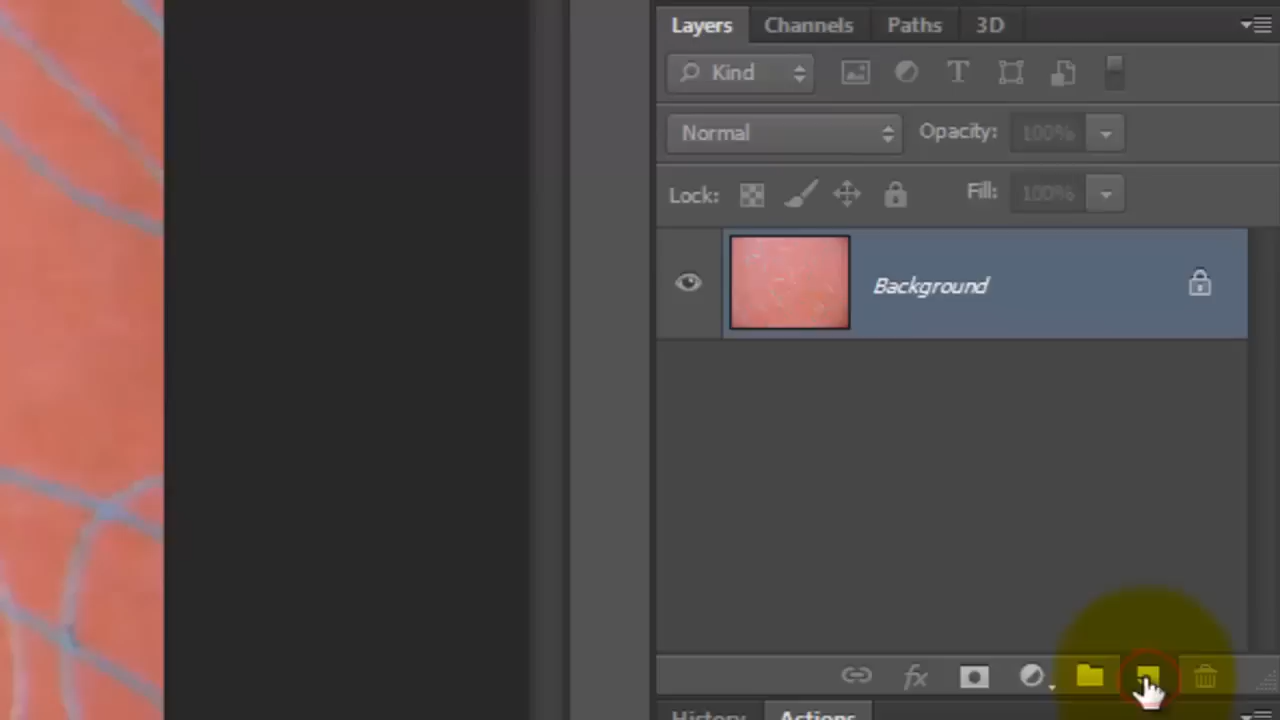 Layers Channels Paths 3D
Kind T
Normal Opacity: 100%
Lock: Fill: 100%
Background
fx
History Actions